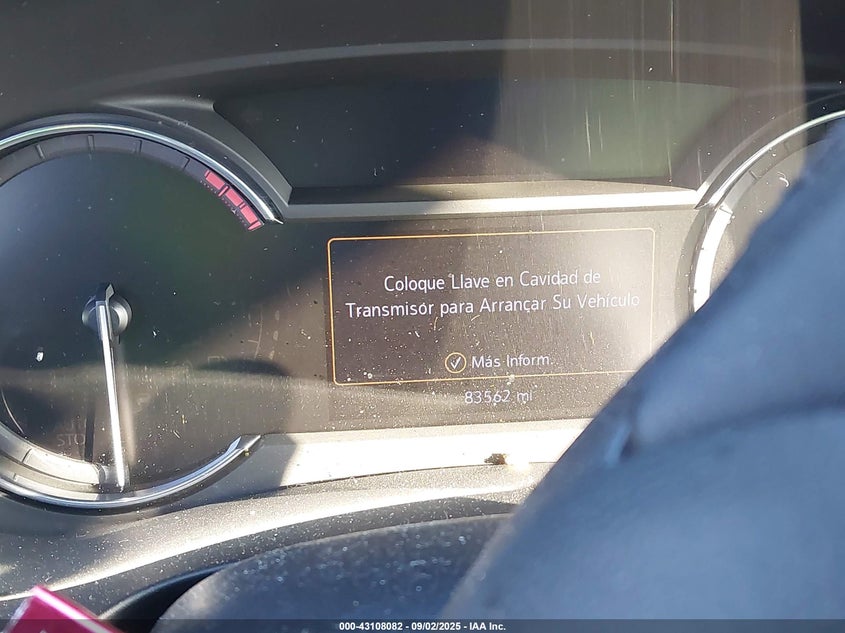 Coloque Llave en Cavidad de
Transmisor para Arrancar Su Vehículo
Más Inform.
83562 mi
STO
000-43108082 - 09/02/2025 - IAA Inc.